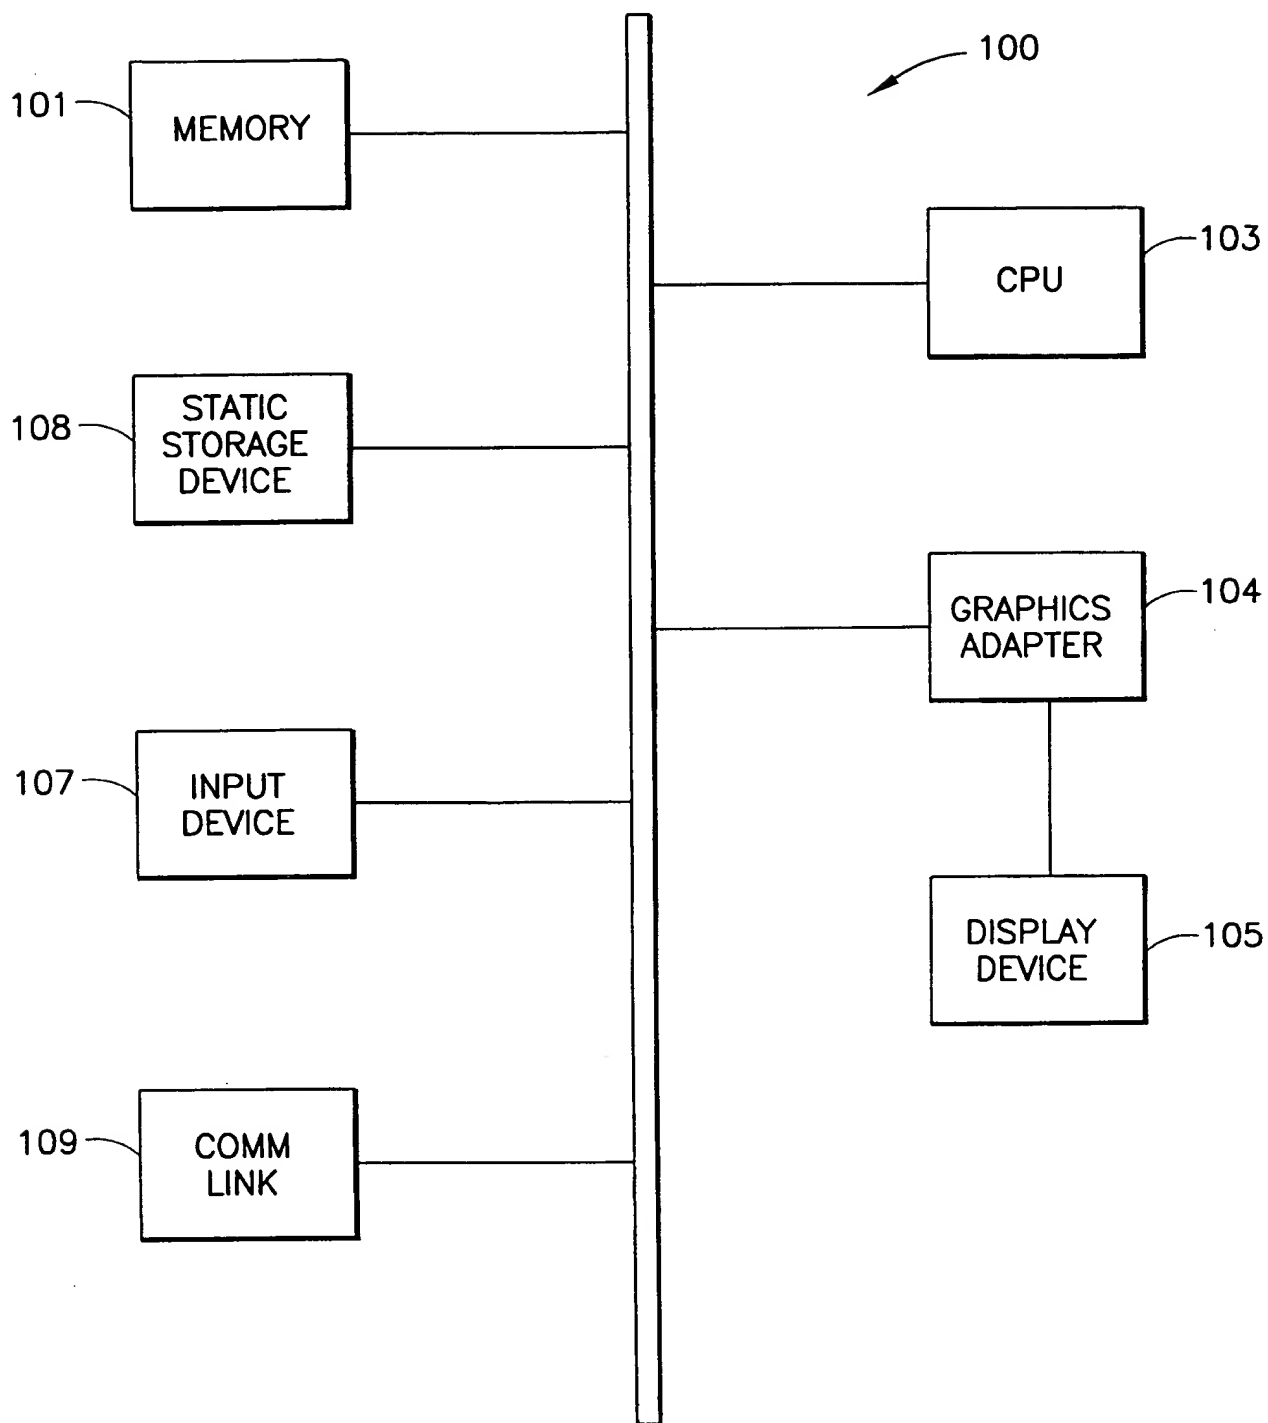 100
101
MEMORY
103
CPU
108
STATIC
STORAGE
DEVICE
104
GRAPHICS
ADAPTER
107
INPUT
DEVICE
105
DISPLAY
DEVICE
109
COMM
LINK